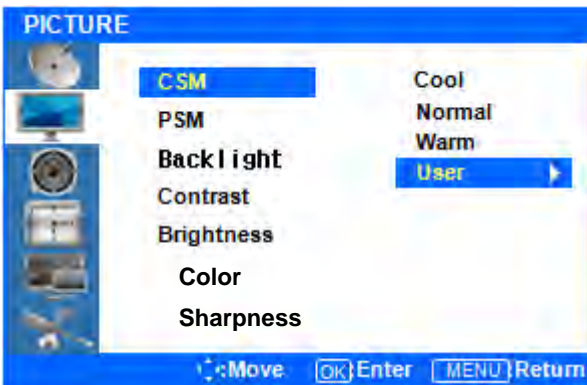 PICTURE
CSM
PSM
Backlight
Contrast
Brightness
Color
Sharpness
Cool
Normal
Warm
User
:Move OK:Enter MENU:Return